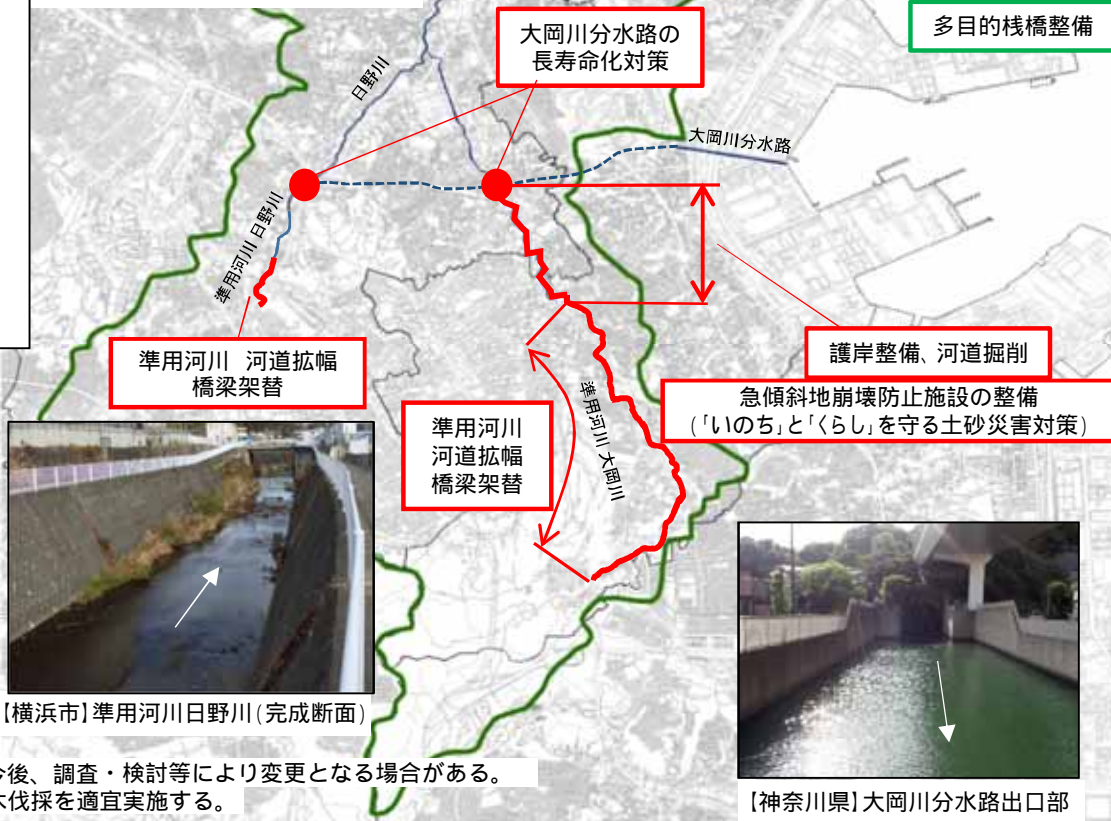 大岡川分水路の
長寿命化対策
多目的桟橋整備
日野川
大岡川分水路
準用河川 日野川
準用河川 河道拡幅
橋梁架替
護岸整備、河道掘削
急傾斜地崩壊防止施設の整備
(「いのち」と「くらし」を守る土砂災害対策)
準用河川
河道拡幅
橋梁架替
準用河川 大岡川
【横浜市】準用河川日野川(完成断面)
今後、調査・検討等により変更となる場合がある。
木伐採を適宜実施する。
【神奈川県】大岡川分水路出口部